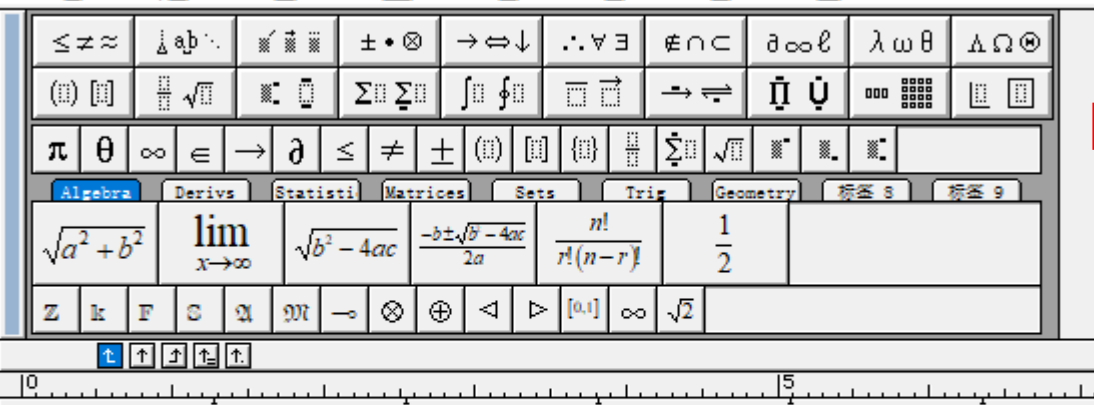 ≤≠≈ ȧb⋱ ±•⊗ →⇔↓ ∴∀∃ ∉∩⊂ ∂∞ℓ λωθ ΛΩ⊛
() [] √ Σ Σ ∫ ∮ → ⇌ Π U
π θ ∞ ∈ → ∂ ≤ ≠ ± () [] {} Σ √
Algebra Derivs Statisti Matrices Sets Trig Geometry 标签 8 标签 9
√a²+b² lim x→∞ √b²−4ac −b±√b²−4ac/2a n!/r!(n−r)! 1/2
Z k F S 𝔄 𝔐 ⊸ ⊗ ⊕ ⊲ ⊳ [0,1] ∞ √2
0 5